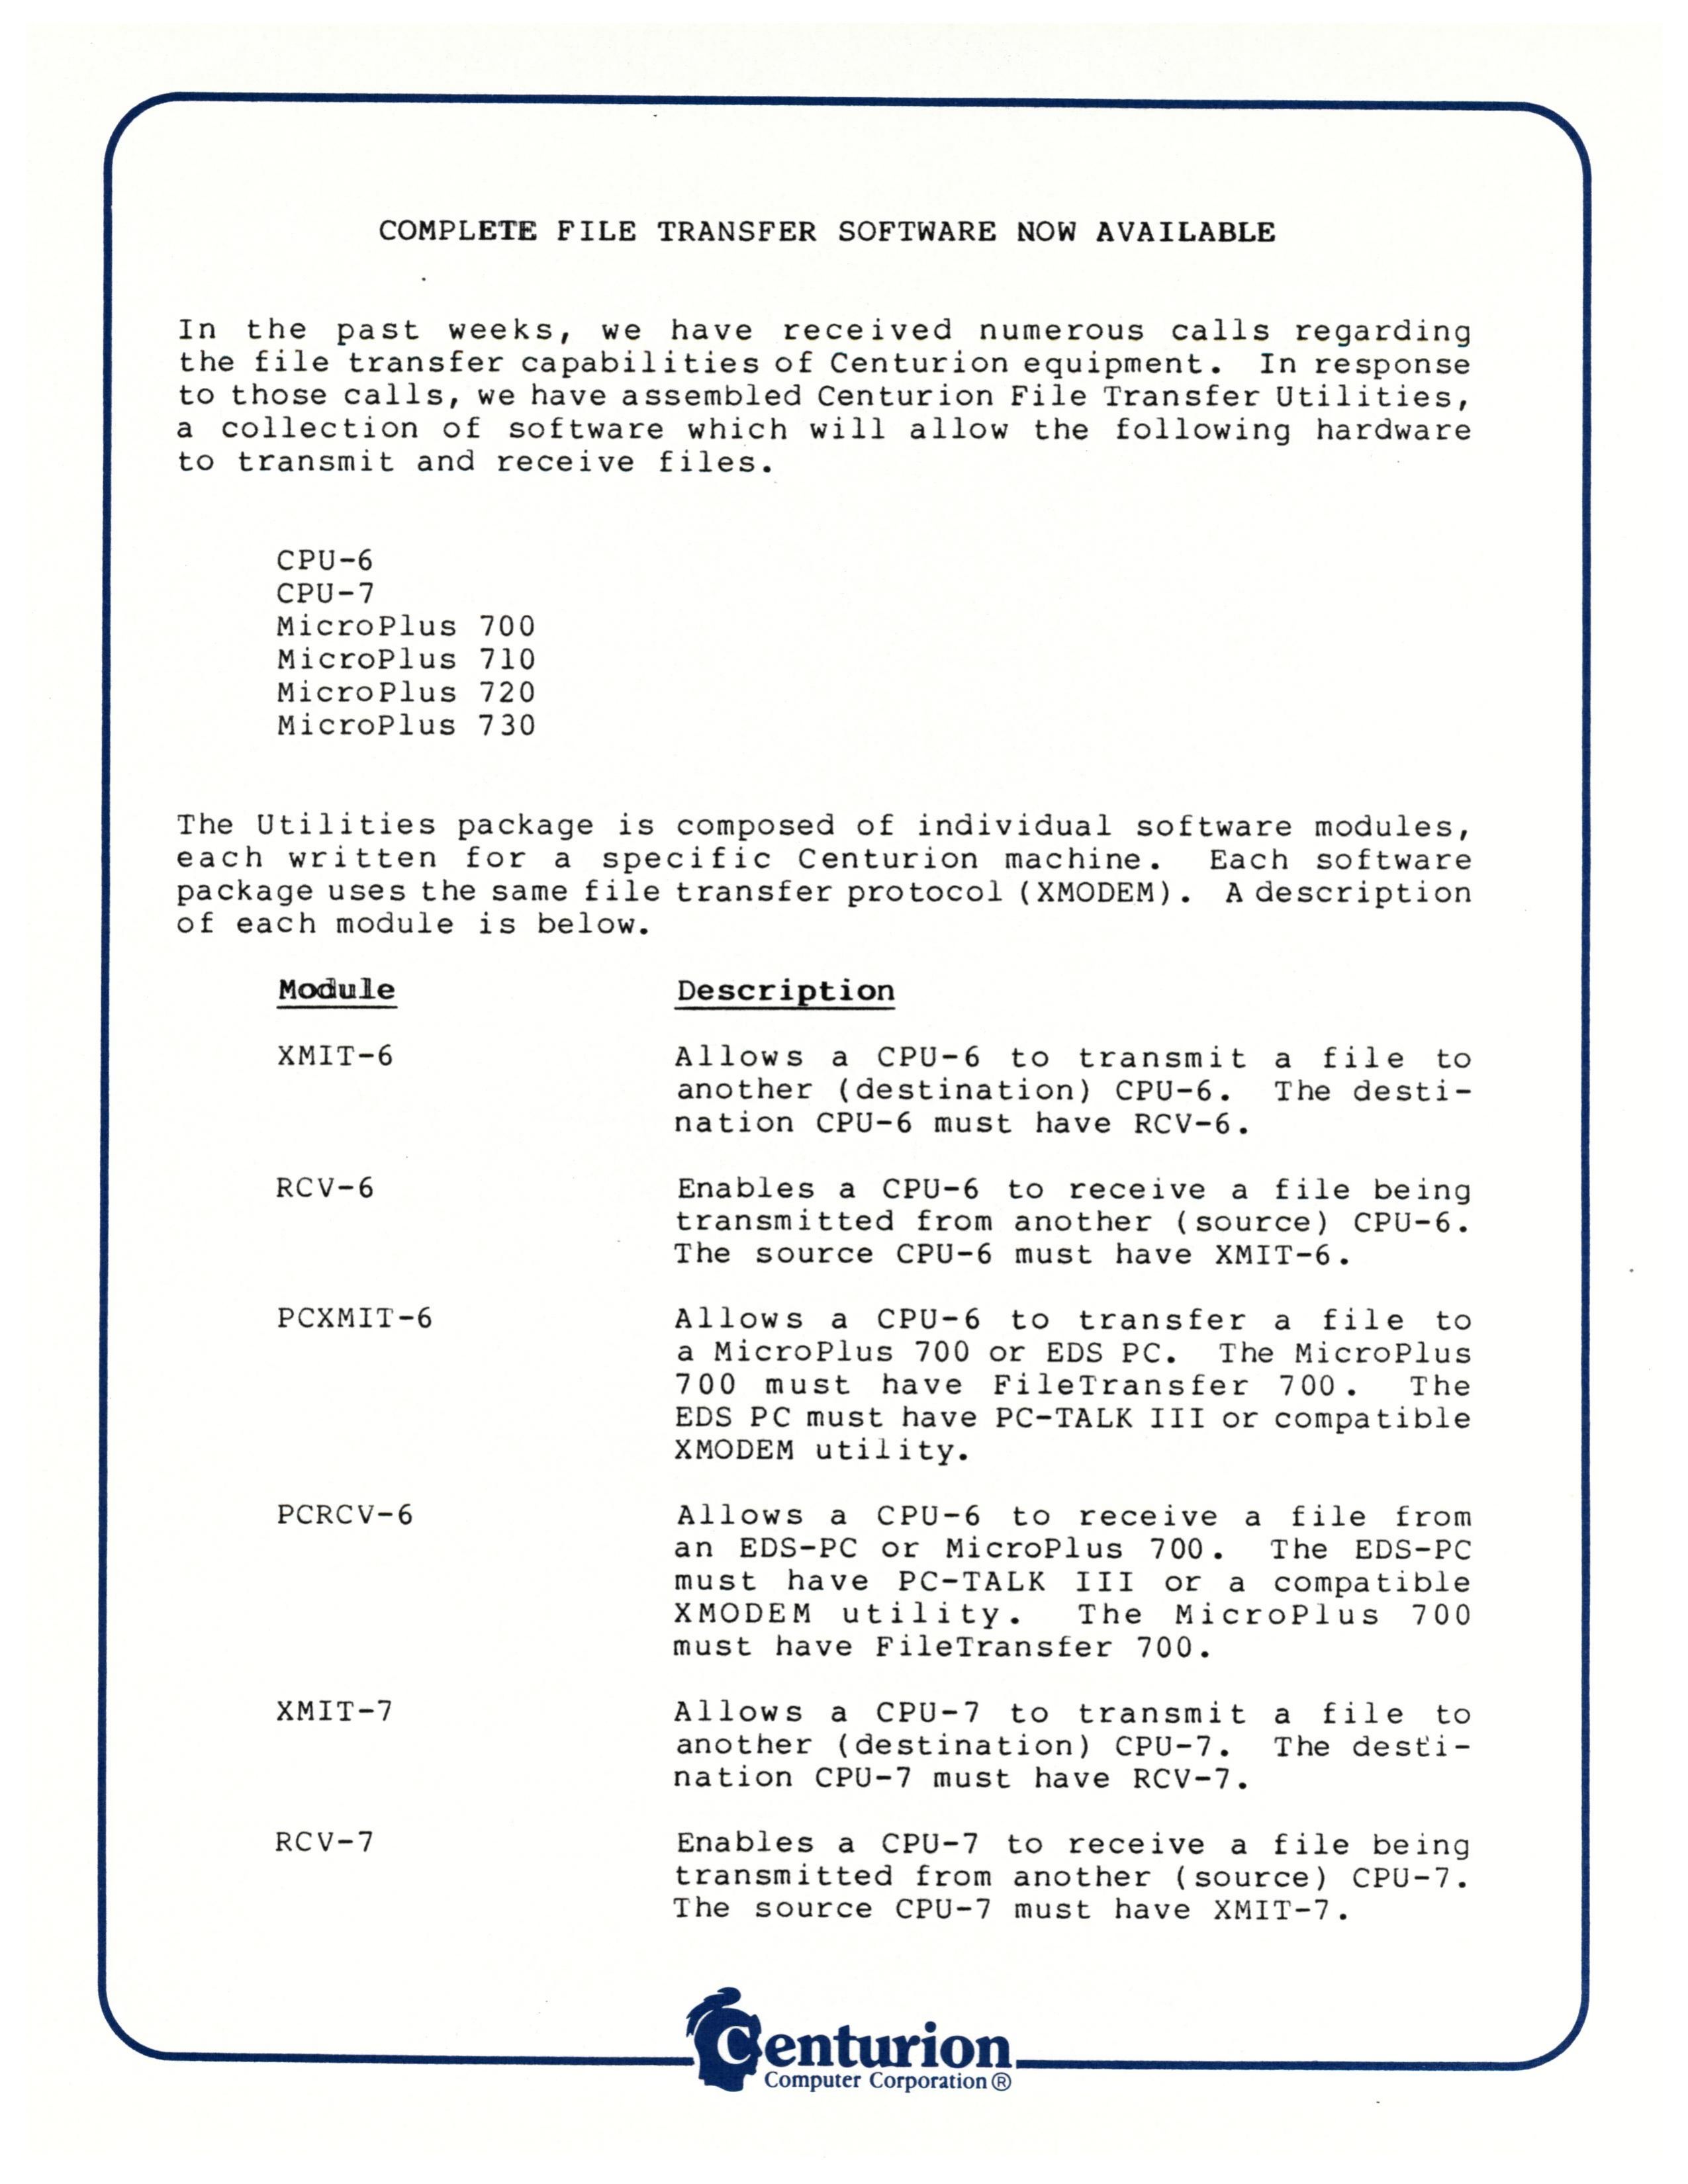 COMPLETE FILE TRANSFER SOFTWARE NOW AVAILABLE
In the past weeks, we have received numerous calls regarding
the file transfer capabilities of Centurion equipment. In response
to those calls, we have assembled Centurion File Transfer Utilities,
a collection of software which will allow the following hardware
to transmit and receive files.
CPU-6
CPU-7
MicroPlus 700
MicroPlus 710
MicroPlus 720
MicroPlus 730
The Utilities package is composed of individual software modules,
each written for a specific Centurion machine. Each software
package uses the same file transfer protocol (XMODEM). A description
of each module is below.
Module Description
XMIT-6 Allows a CPU-6 to transmit a file to
another (destination) CPU-6. The desti-
nation CPU-6 must have RCV-6.
RCV-6 Enables a CPU-6 to receive a file being
transmitted from another (source) CPU-6.
The source CPU-6 must have XMIT-6.
PCXMIT-6 Allows a CPU-6 to transfer a file to
a MicroPlus 700 or EDS PC. The MicroPlus
700 must have FileTransfer 700. The
EDS PC must have PC-TALK III or compatible
XMODEM utility.
PCRCV-6 Allows a CPU-6 to receive a file from
an EDS-PC or MicroPlus 700. The EDS-PC
must have PC-TALK III or a compatible
XMODEM utility. The MicroPlus 700
must have FileTransfer 700.
XMIT-7 Allows a CPU-7 to transmit a file to
another (destination) CPU-7. The desti-
nation CPU-7 must have RCV-7.
RCV-7 Enables a CPU-7 to receive a file being
transmitted from another (source) CPU-7.
The source CPU-7 must have XMIT-7.
Centurion
Computer Corporation®